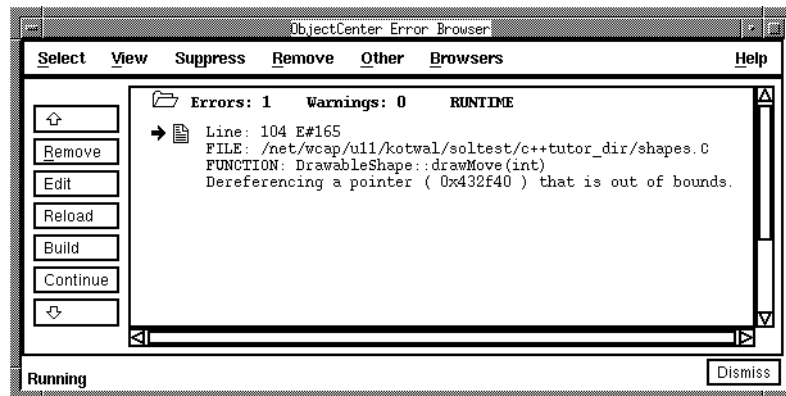 ObjectCenter Error Browser
Select View Suppress Remove Other Browsers Help
Errors: 1 Warnings: 0 RUNTIME
Line: 104 E#165
FILE: /net/wcap/u11/kotwal/soltest/c++tutor_dir/shapes.C
FUNCTION: DrawableShape::drawMove(int)
Dereferencing a pointer ( 0x432f40 ) that is out of bounds.
Remove
Edit
Reload
Build
Continue
Running
Dismiss